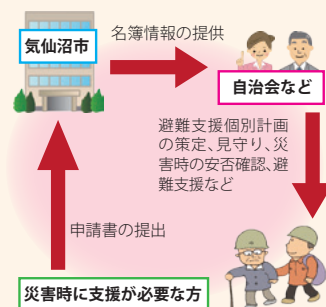 気仙沼市
名簿情報の提供
自治会など
避難支援個別計画
の策定、見守り、災
害時の安否確認、避
難支援など
申請書の提出
災害時に支援が必要な方